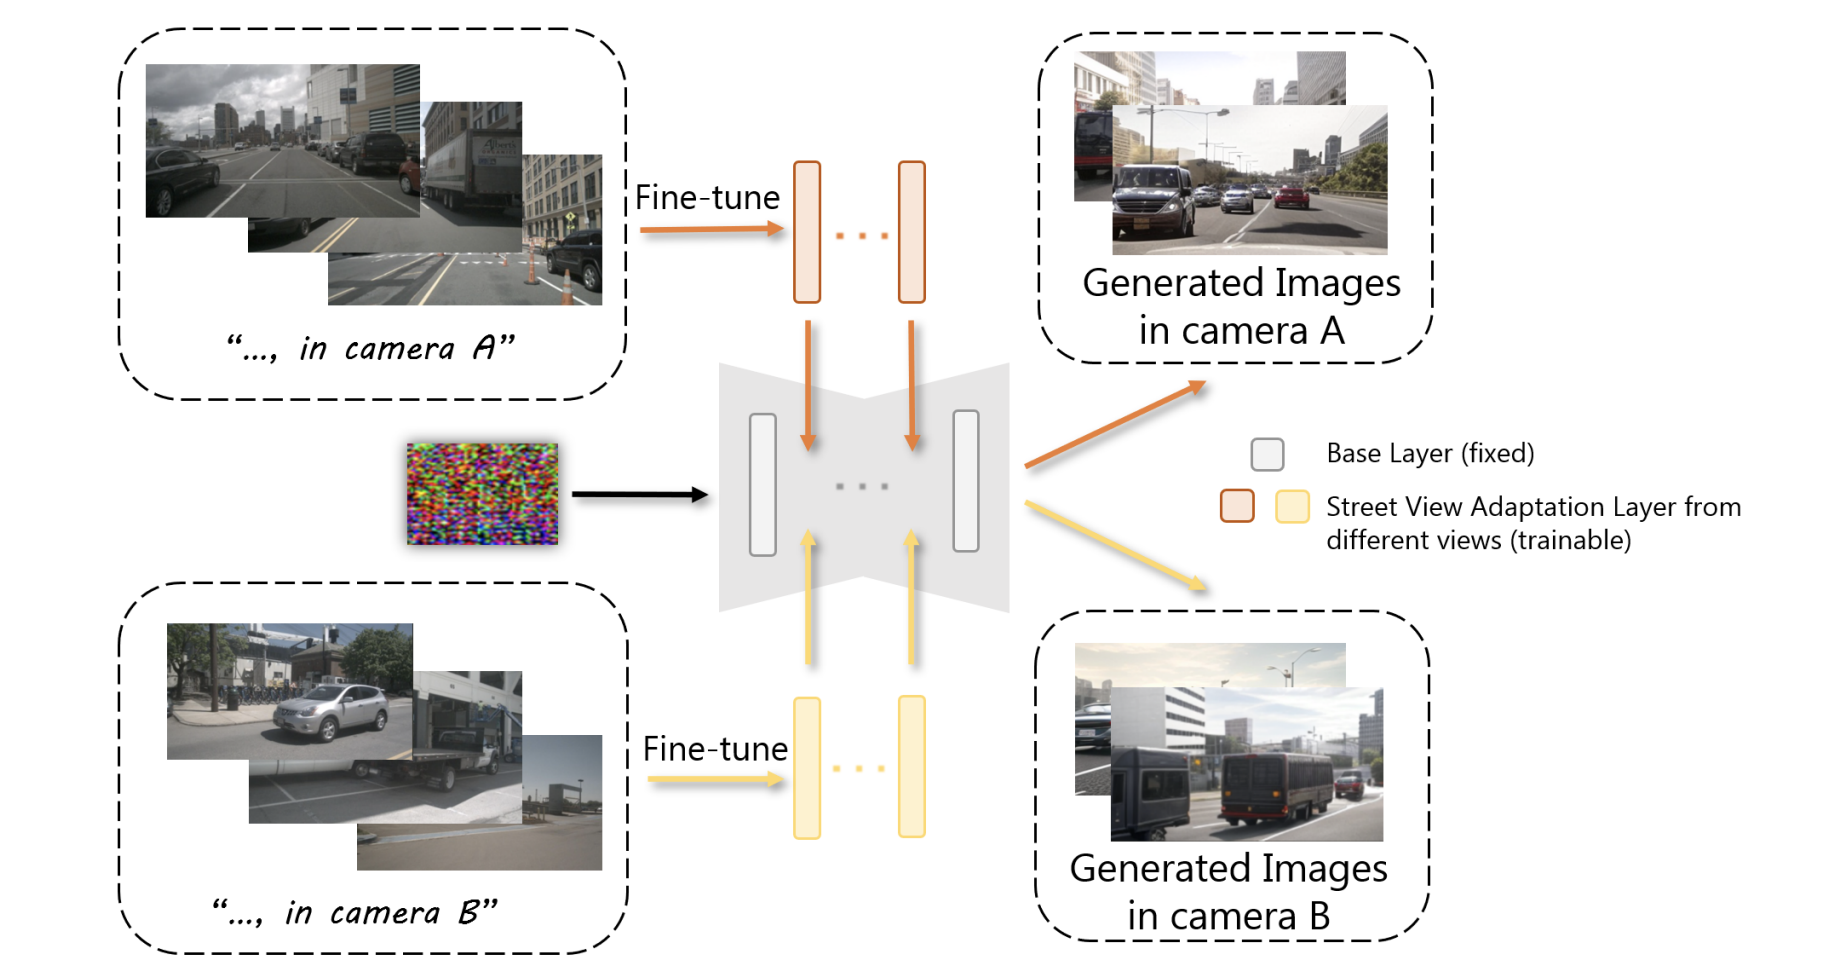 Fine-tune
“..., in camera A”
Generated Images
in camera A
Base Layer (fixed)
Street View Adaptation Layer from
different views (trainable)
Fine-tune
“..., in camera B”
Generated Images
in camera B